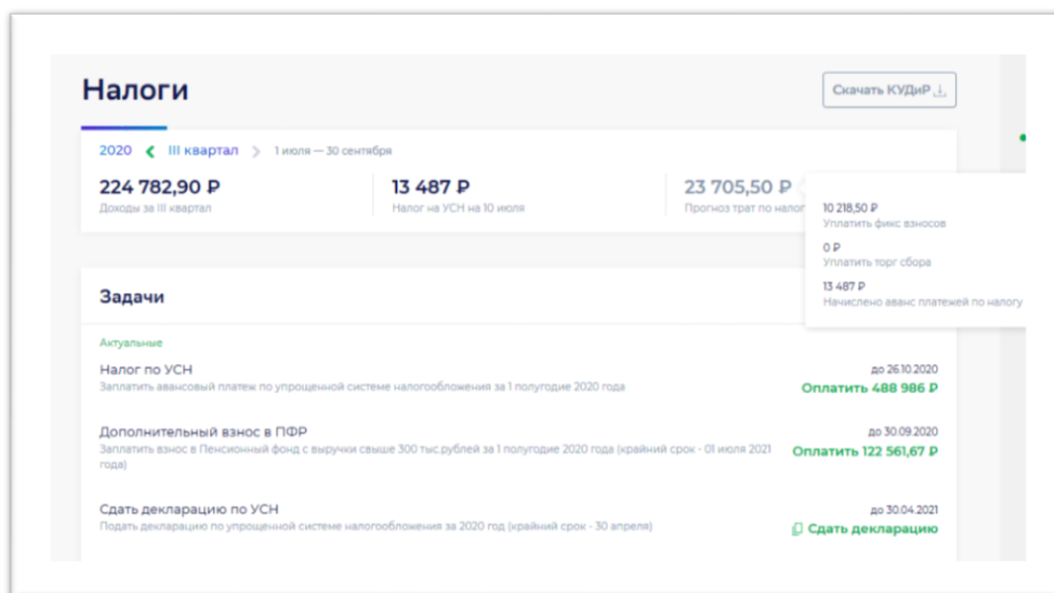 Налоги
Скачать КУДиР
2020 III квартал 1 июля — 30 сентября
224 782,90 ₽
Доходы за III квартал
13 487 ₽
Налог на УСН на 10 июля
23 705,50 ₽
Прогноз трат по налог
10 218,50 ₽
Уплатить фикс взносов
0 ₽
Уплатить торг сбора
13 487 ₽
Начислено аванс платежей по налогу
Задачи
Актуальные
Налог по УСН
Заплатить авансовый платеж по упрощенной системе налогообложения за 1 полугодие 2020 года
до 26.10.2020
Оплатить 488 986 ₽
Дополнительный взнос в ПФР
Заплатить взнос в Пенсионный фонд с выручки свыше 300 тыс.рублей за 1 полугодие 2020 года (крайний срок - 01 июля 2021
года)
до 30.09.2020
Оплатить 122 561,67 ₽
Сдать декларацию по УСН
Подать декларацию по упрощенной системе налогообложения за 2020 год (крайний срок - 30 апреля)
до 30.04.2021
Сдать декларацию